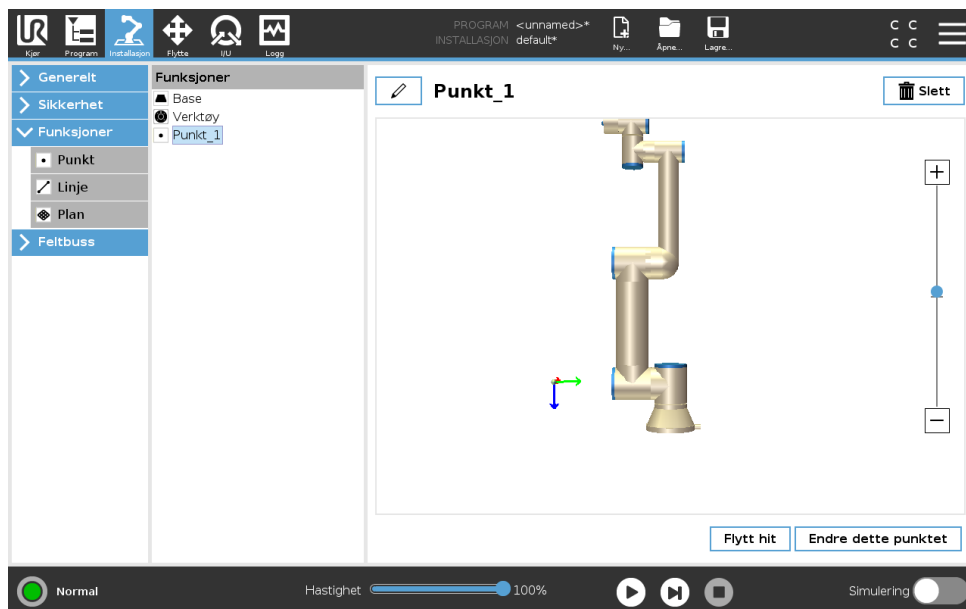 UR
PROGRAM <unnamed>*
INSTALLASJON default*
Kjør Program Installasjon Flytte I/U Logg Ny... Åpne... Lagre...
C C
C C
Generelt
Sikkerhet
Funksjoner
Punkt
Linje
Plan
Feltbuss
Funksjoner
Base
Verktøy
Punkt_1
Punkt_1
Slett
Flytt hit
Endre dette punktet
Normal
Hastighet
100%
Simulering